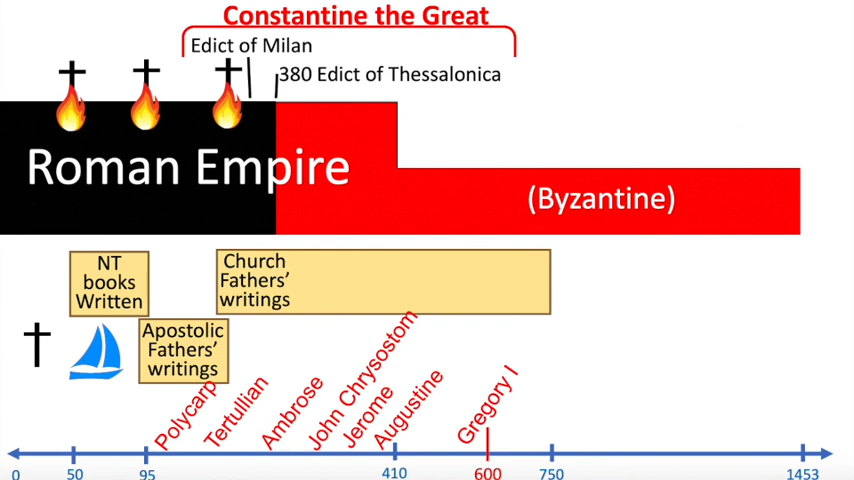 Constantine the Great
Edict of Milan
380 Edict of Thessalonica
Roman Empire
(Byzantine)
NT
books
Written
Church
Fathers’
writings
Apostolic
Fathers’
writings
Polycarp
Tertullian
Ambrose
John Chrysostom
Jerome
Augustine
Gregory I
0
50
95
410
600
750
1453